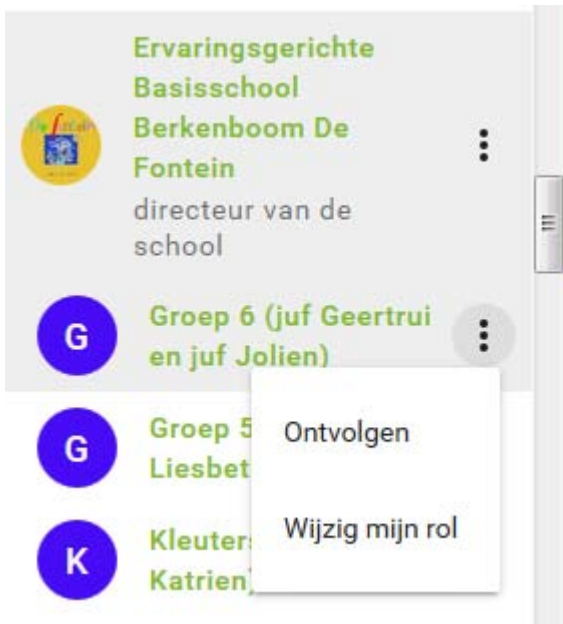 Ervaringsgerichte
Basisschool
Berkenboom De
Fontein
directeur van de
school
G
Groep 6 (juf Geertrui
en juf Jolien)
Ontvolgen
Wijzig mijn rol
G
Groep 5
Liesbet
K
Kleuters
Katrien)